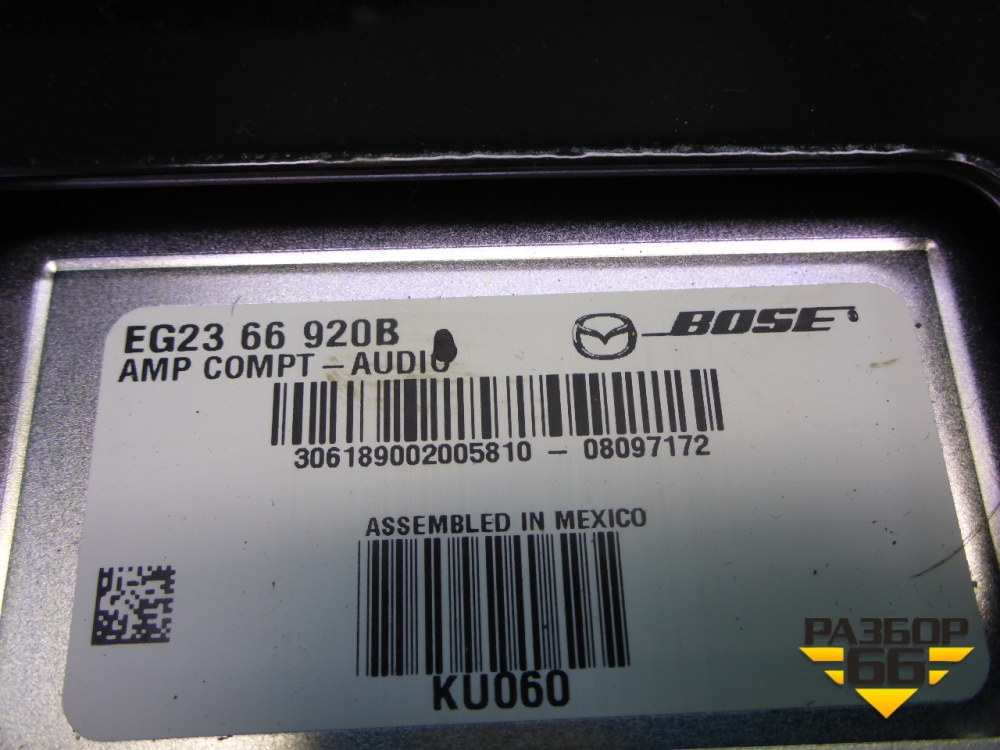 EG23 66 920B
BOSE
AMP COMPT - AUDIO
306189002005810 - 08097172
ASSEMBLED IN MEXICO
KU060
РАЗБОР
66